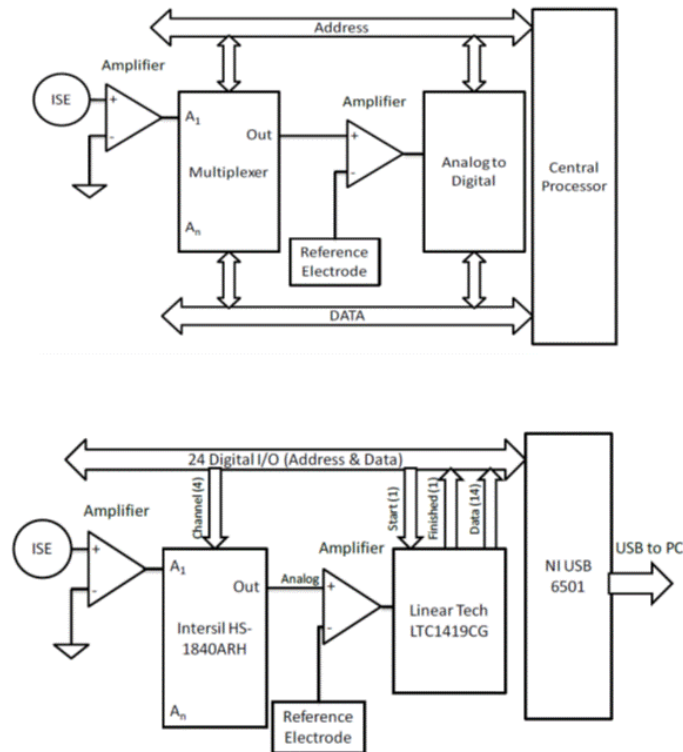 Address
Amplifier
ISE
+
-
A1
Out
Multiplexer
An
Amplifier
+
-
Reference
Electrode
Analog to
Digital
Central
Processor
DATA
24 Digital I/O (Address & Data)
Channel(4)
Start (1)
Finished (1)
Data (14)
Amplifier
ISE
+
-
A1
Out
Intersil HS-
1840ARH
An
Analog
Amplifier
+
-
Reference
Electrode
Linear Tech
LTC1419CG
NI USB
6501
USB to PC